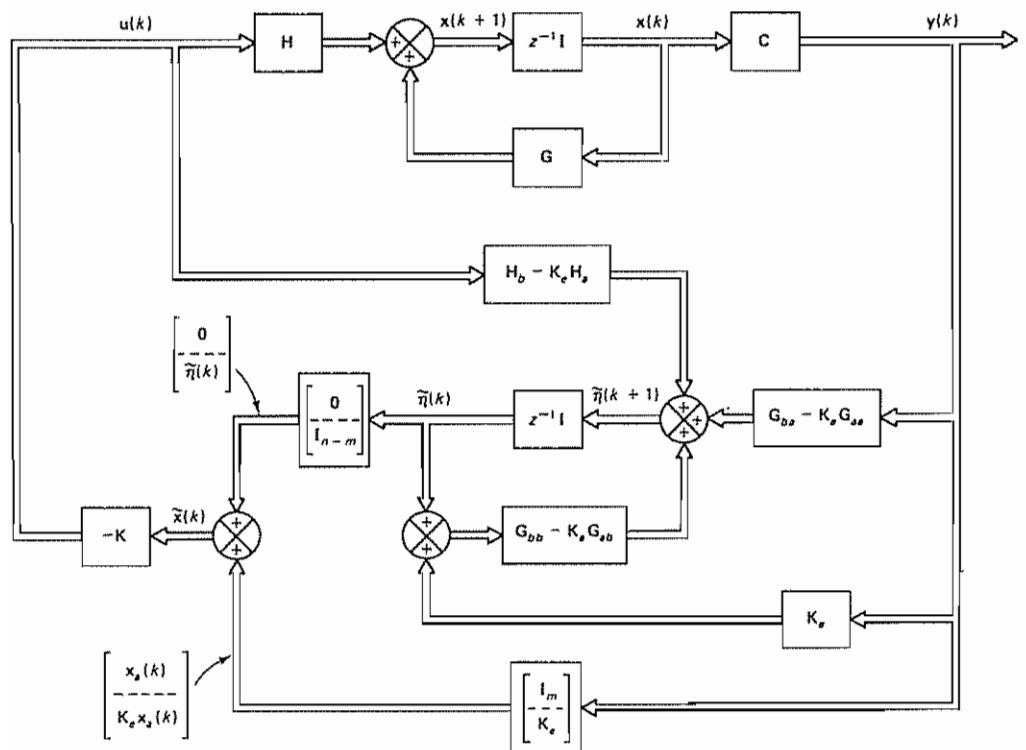 u(k)
H
+
+
x(k + 1)
z⁻¹I
x(k)
C
y(k)
G
H_b − K_e H_a
[0 / η̃(k)]
[0 / I_{n−m}]
η̃(k)
z⁻¹I
η̃(k + 1)
+
+
+
G_ba − K_e G_aa
x̃(k)
−K
+
+
+
+
G_bb − K_e G_ab
K_e
[x_a(k) / K_e x_a(k)]
[I_m / K_e]